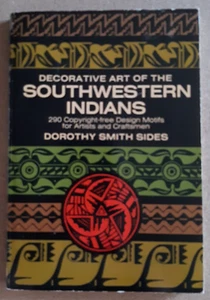 DECORATIVE ART OF THE
SOUTHWESTERN
INDIANS
290 Copyright-free Design Motifs
for Artists and Craftsmen
DOROTHY SMITH SIDES